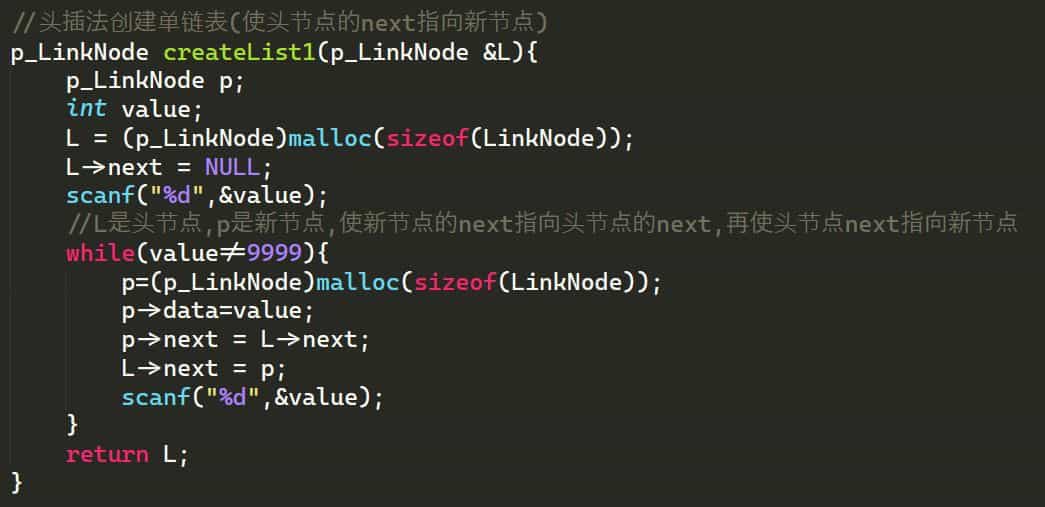 //头插法创建单链表(使头节点的next指向新节点)
p_LinkNode createList1(p_LinkNode &L){
    p_LinkNode p;
    int value;
    L = (p_LinkNode)malloc(sizeof(LinkNode));
    L->next = NULL;
    scanf("%d",&value);
    //L是头节点,p是新节点,使新节点的next指向头节点的next,再使头节点next指向新节点
    while(value!=9999){
        p=(p_LinkNode)malloc(sizeof(LinkNode));
        p->data=value;
        p->next = L->next;
        L->next = p;
        scanf("%d",&value);
    }
    return L;
}